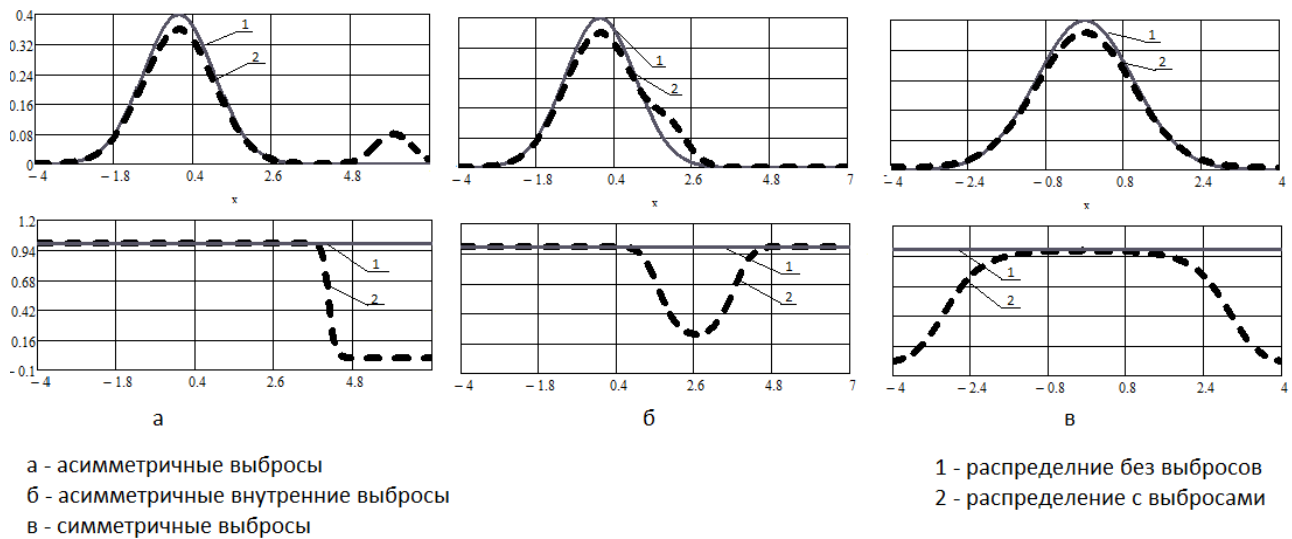 0.4
0.32
0.24
0.16
0.08
0
1
2
− 4 − 1.8 0.4 2.6 4.8
x
1
2
− 4 − 1.8 0.4 2.6 4.8 7
x
1
2
− 4 − 2.4 − 0.8 0.8 2.4 4
x
1.2
0.94
0.68
0.42
0.16
− 0.1
1
2
− 4 − 1.8 0.4 2.6 4.8
1
2
− 4 − 1.8 0.4 2.6 4.8 7
1
2
− 4 − 2.4 − 0.8 0.8 2.4 4
а б в
а - асимметричные выбросы
б - асимметричные внутренние выбросы
в - симметричные выбросы
1 - распределние без выбросов
2 - распределение с выбросами